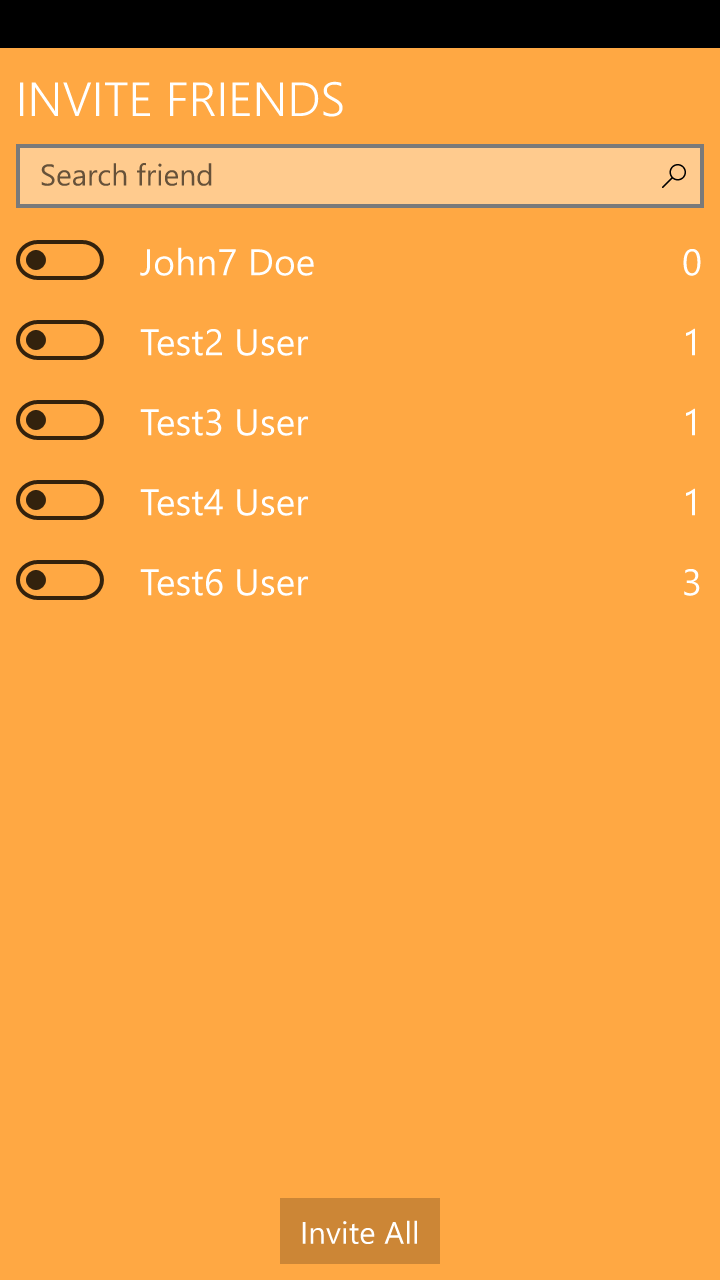 INVITE FRIENDS
Search friend
John7 Doe 0
Test2 User 1
Test3 User 1
Test4 User 1
Test6 User 3
Invite All